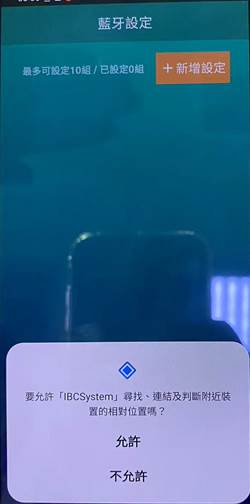 藍牙設定
最多可設定10組 / 已設定0組
＋新增設定
要允許「IBCSystem」尋找、連結及判斷附近裝
置的相對位置嗎？
允許
不允許